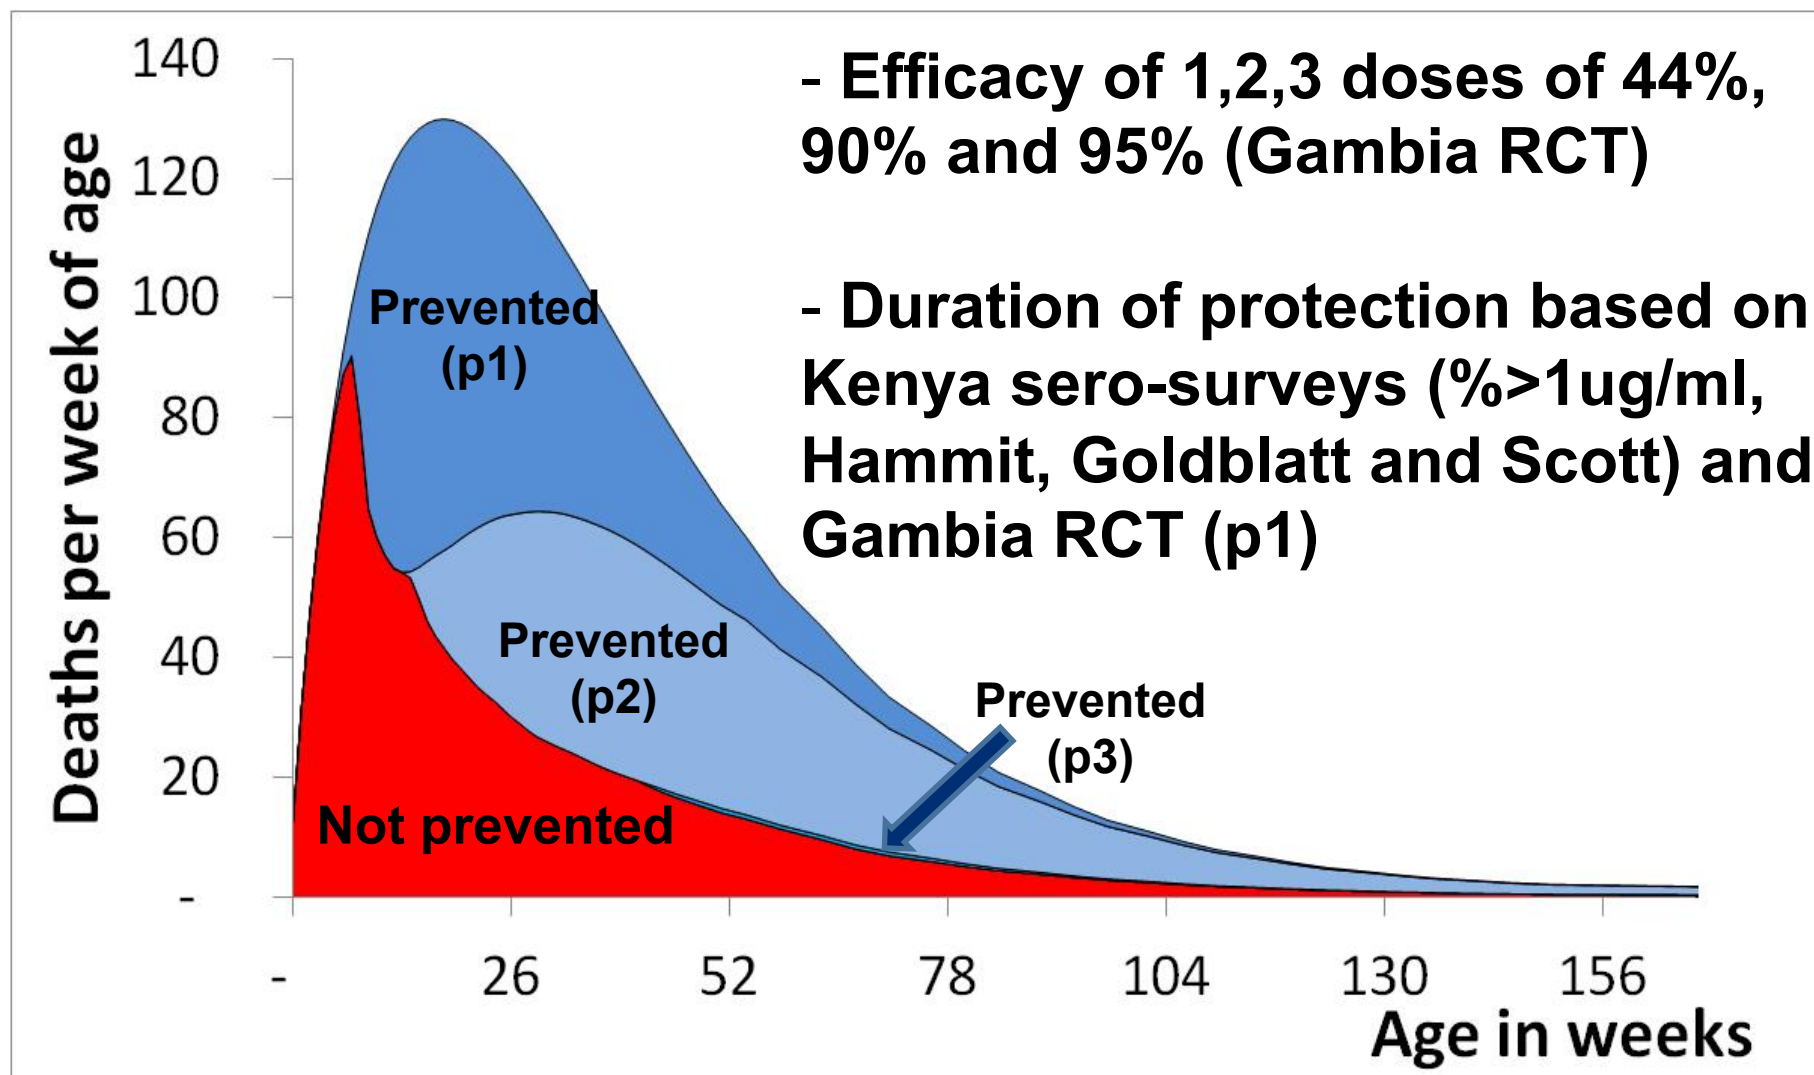 140
120
100
80
60
40
20
-
Deaths per week of age
- Efficacy of 1,2,3 doses of 44%,
90% and 95% (Gambia RCT)
- Duration of protection based on
Kenya sero-surveys (%>1ug/ml,
Hammit, Goldblatt and Scott) and
Gambia RCT (p1)
Prevented
(p1)
Prevented
(p2)
Prevented
(p3)
Not prevented
- 26 52 78 104 130 156
Age in weeks